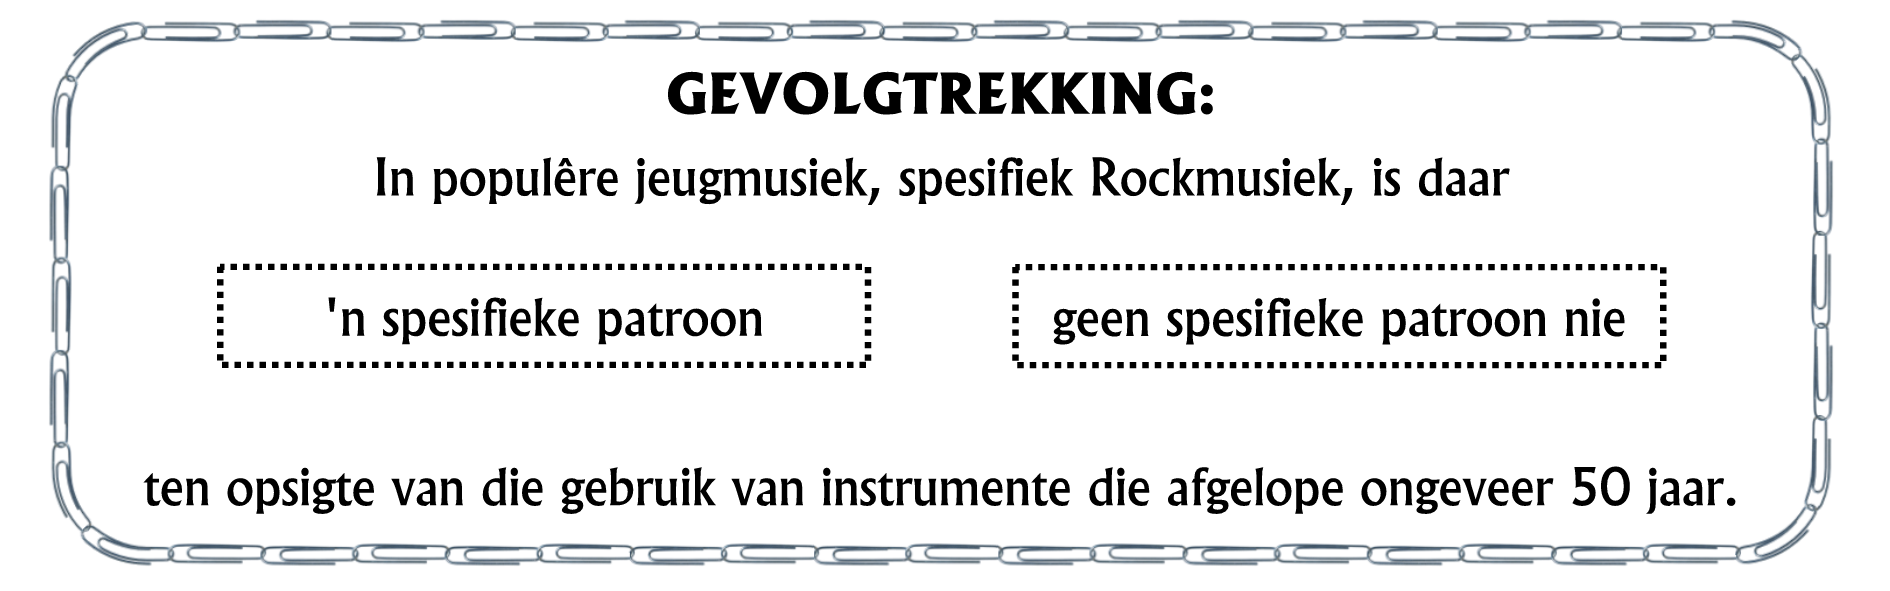 GEVOLGTREKKING:
In populêre jeugmusiek, spesifiek Rockmusiek, is daar
'n spesifieke patroon
geen spesifieke patroon nie
ten opsigte van die gebruik van instrumente die afgelope ongeveer 50 jaar.